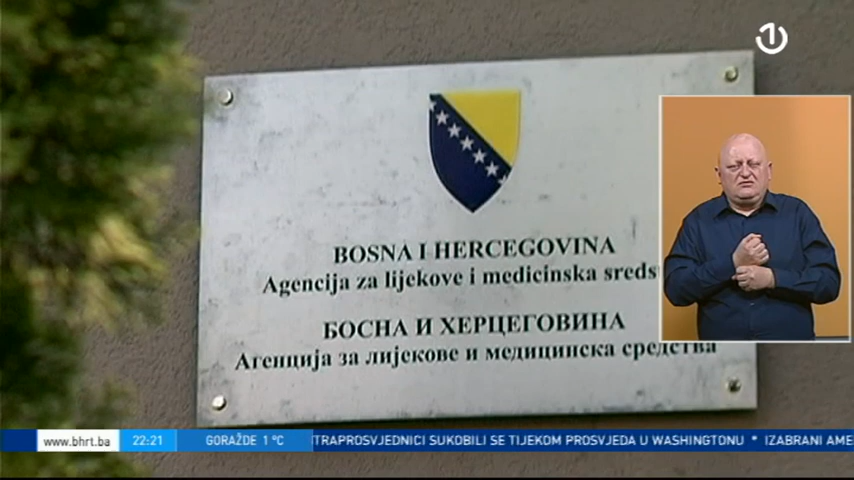 BOSNA I HERCEGOVINA
Agencija za lijekove i medicinska
БОСНА И ХЕРЦЕГОВИНА
Агенција за лијекове и медицинска средства
www.bhrt.ba 22:21 GORAŽDE 1 °C PROSVJEDNICI SUKOBILI SE TIJEKOM PROSVJEDA U WASHINGTONU * IZABRANI